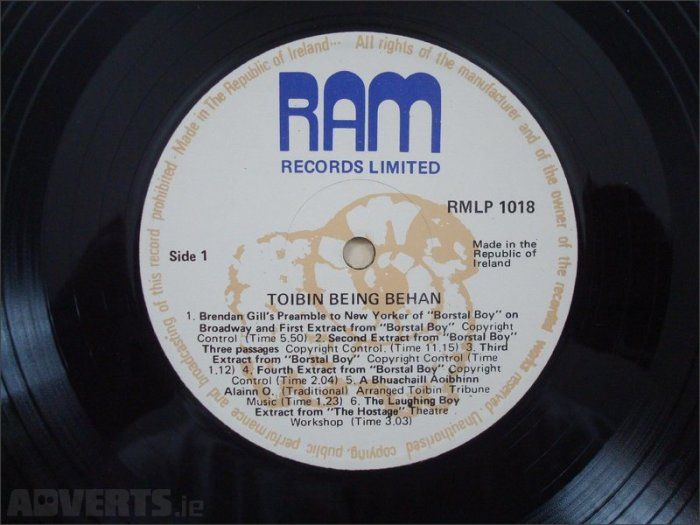 Made in The Republic of Ireland... All rights of the manufacturer and of the owner of the recorded works reserved. Unauthorised copying, public performance and broadcasting of this record prohibited.
RAM
RECORDS LIMITED
RMLP 1018
Side 1
Made in the
Republic of
Ireland
TOIBIN BEING BEHAN
1. Brendan Gill's Preamble to New Yorker of "Borstal Boy" on
Broadway and First Extract from "Borstal Boy" Copyright
Control (Time 5.50) 2. Second Extract from "Borstal Boy"
Three passages Copyright Control. (Time 11.15) 3. Third
Extract from "Borstal Boy" Copyright Control (Time
1.12) 4. Fourth Extract from "Borstal Boy" Copyright
Control (Time 2.04) 5. A Bhuachaill Aoibhinn
Alainn O. (Traditional) Arranged Toibin Tribune
Music (Time 1.23) 6. The Laughing Boy
Extract from "The Hostage" Theatre
Workshop (Time 3.03)
ADVERTS.ie